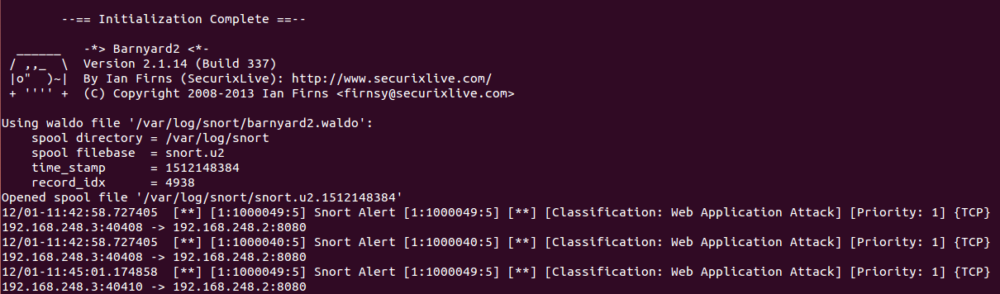 --== Initialization Complete ==--
______   -*> Barnyard2 <*-
/ ,,_  \  Version 2.1.14 (Build 337)
|o"  )~|  By Ian Firns (SecurixLive): http://www.securixlive.com/
+ '''' +  (C) Copyright 2008-2013 Ian Firns <firnsy@securixlive.com>
Using waldo file '/var/log/snort/barnyard2.waldo':
spool directory = /var/log/snort
spool filebase  = snort.u2
time_stamp      = 1512148384
record_idx      = 4938
Opened spool file '/var/log/snort/snort.u2.1512148384'
12/01-11:42:58.727405  [**] [1:1000049:5] Snort Alert [1:1000049:5] [**] [Classification: Web Application Attack] [Priority: 1] {TCP}
192.168.248.3:40408 -> 192.168.248.2:8080
12/01-11:42:58.727405  [**] [1:1000040:5] Snort Alert [1:1000040:5] [**] [Classification: Web Application Attack] [Priority: 1] {TCP}
192.168.248.3:40408 -> 192.168.248.2:8080
12/01-11:45:01.174858  [**] [1:1000049:5] Snort Alert [1:1000049:5] [**] [Classification: Web Application Attack] [Priority: 1] {TCP}
192.168.248.3:40410 -> 192.168.248.2:8080